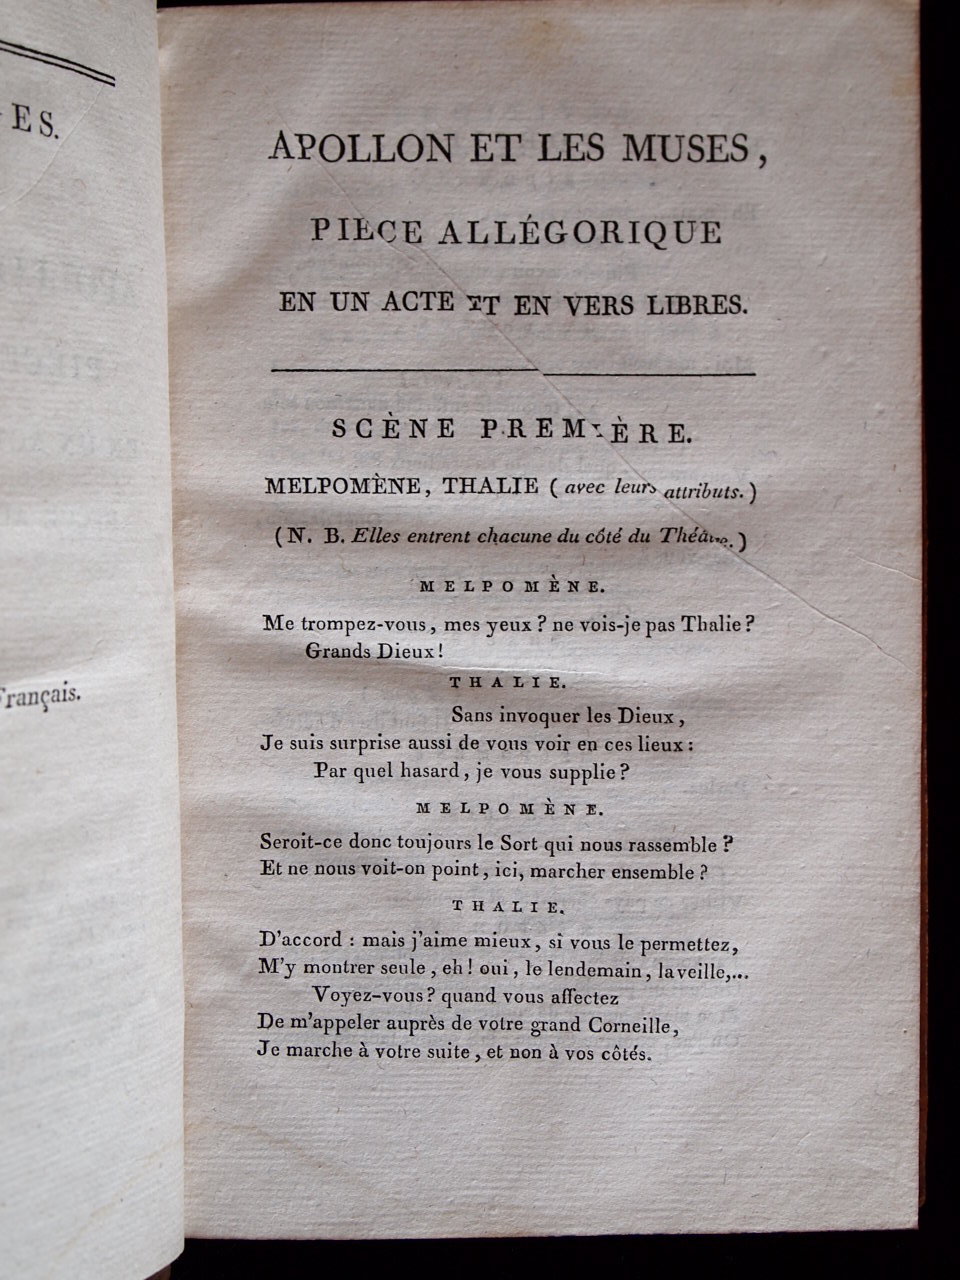 ES.
Français.
APOLLON ET LES MUSES,
PIECE ALLÉGORIQUE
EN UN ACTE ET EN VERS LIBRES.
SCÈNE PREMIÈRE.
MELPOMÈNE, THALIE (avec leurs attributs.)
(N. B. Elles entrent chacune du côté du Théâtre.)
MELPOMÈNE.
Me trompez-vous, mes yeux? ne vois-je pas Thalie?
Grands Dieux!
THALIE.
Sans invoquer les Dieux,
Je suis surprise aussi de vous voir en ces lieux:
Par quel hasard, je vous supplie?
MELPOMÈNE.
Seroit-ce donc toujours le Sort qui nous rassemble?
Et ne nous voit-on point, ici, marcher ensemble?
THALIE.
D'accord: mais j'aime mieux, si vous le permettez,
M'y montrer seule, eh! oui, le lendemain, la veille,...
Voyez-vous? quand vous affectez
De m'appeler auprès de votre grand Corneille,
Je marche à votre suite, et non à vos côtés.